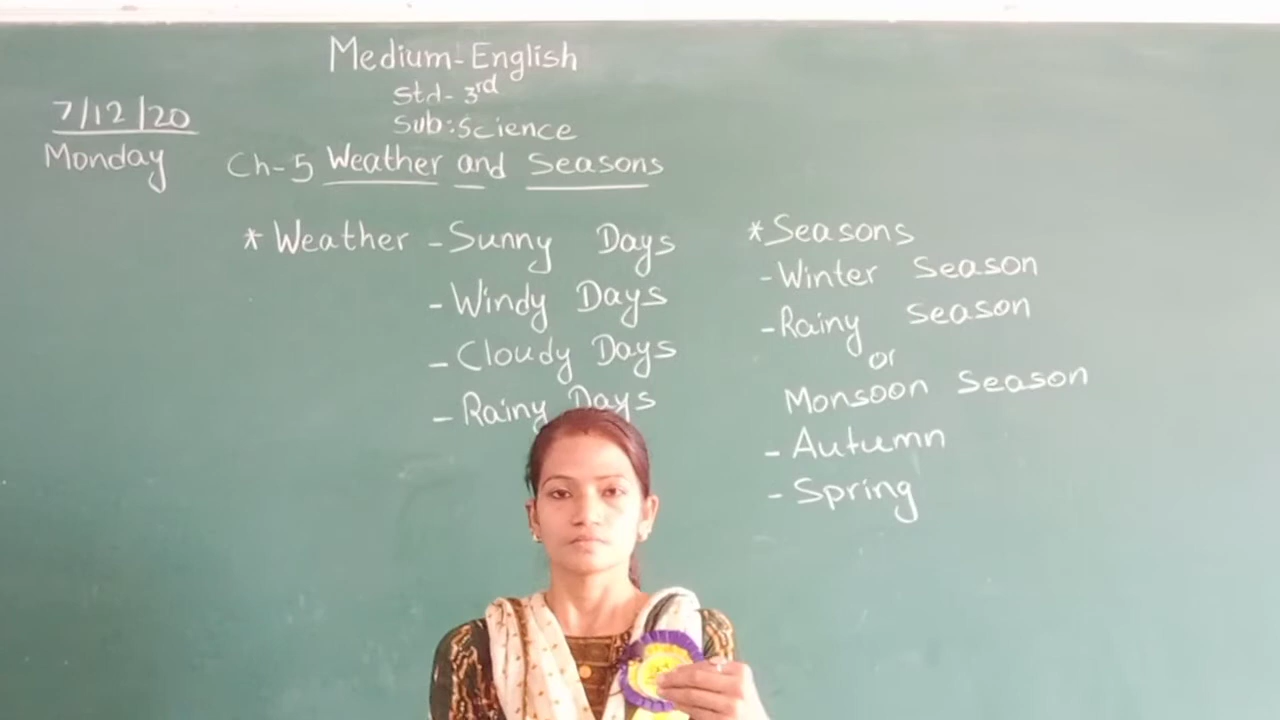 Medium-English
Std- 3rd
Sub:Science
7/12/20
Monday
Ch-5 Weather and Seasons
* Weather - Sunny Days
- Windy Days
- Cloudy Days
- Rainy Days
* Seasons
- Winter Season
- Rainy Season
or
Monsoon Season
- Autumn
- Spring